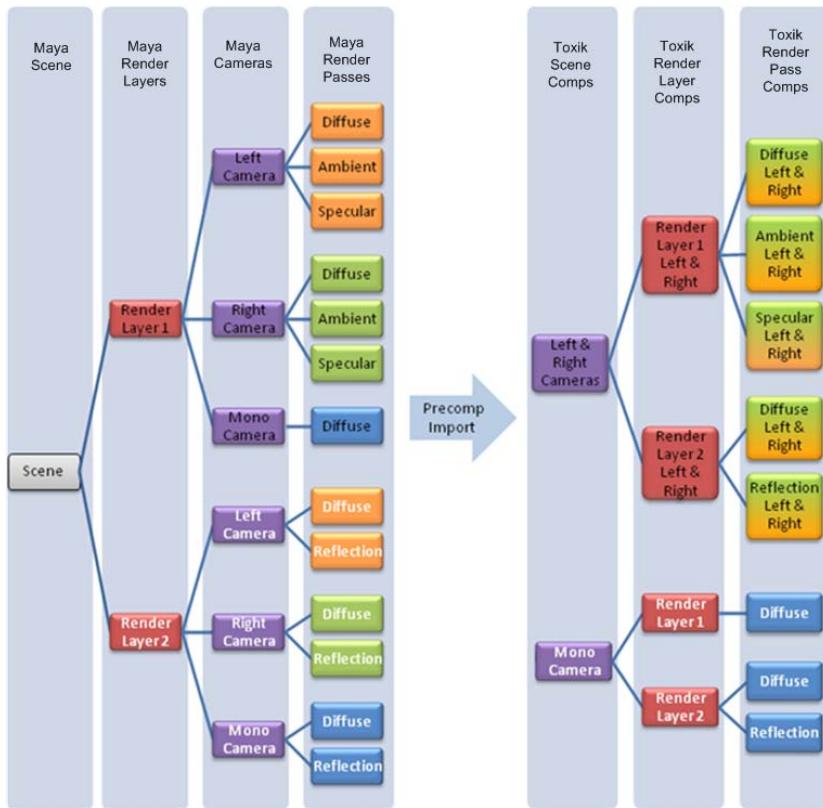 Maya
Scene
Maya
Render
Layers
Maya
Cameras
Maya
Render
Passes
Toxik
Scene
Comps
Toxik
Render
Layer
Comps
Toxik
Render
Pass
Comps
Scene
Render
Layer 1
Left
Camera
Diffuse
Ambient
Specular
Right
Camera
Diffuse
Ambient
Specular
Mono
Camera
Diffuse
Render
Layer 2
Left
Camera
Diffuse
Reflection
Right
Camera
Diffuse
Reflection
Mono
Camera
Diffuse
Reflection
Precomp
Import
Left &
Right
Cameras
Render
Layer 1
Left &
Right
Diffuse
Left &
Right
Ambient
Left &
Right
Specular
Left &
Right
Render
Layer 2
Left &
Right
Diffuse
Left &
Right
Reflection
Left &
Right
Mono
Camera
Render
Layer 1
Diffuse
Render
Layer 2
Diffuse
Reflection